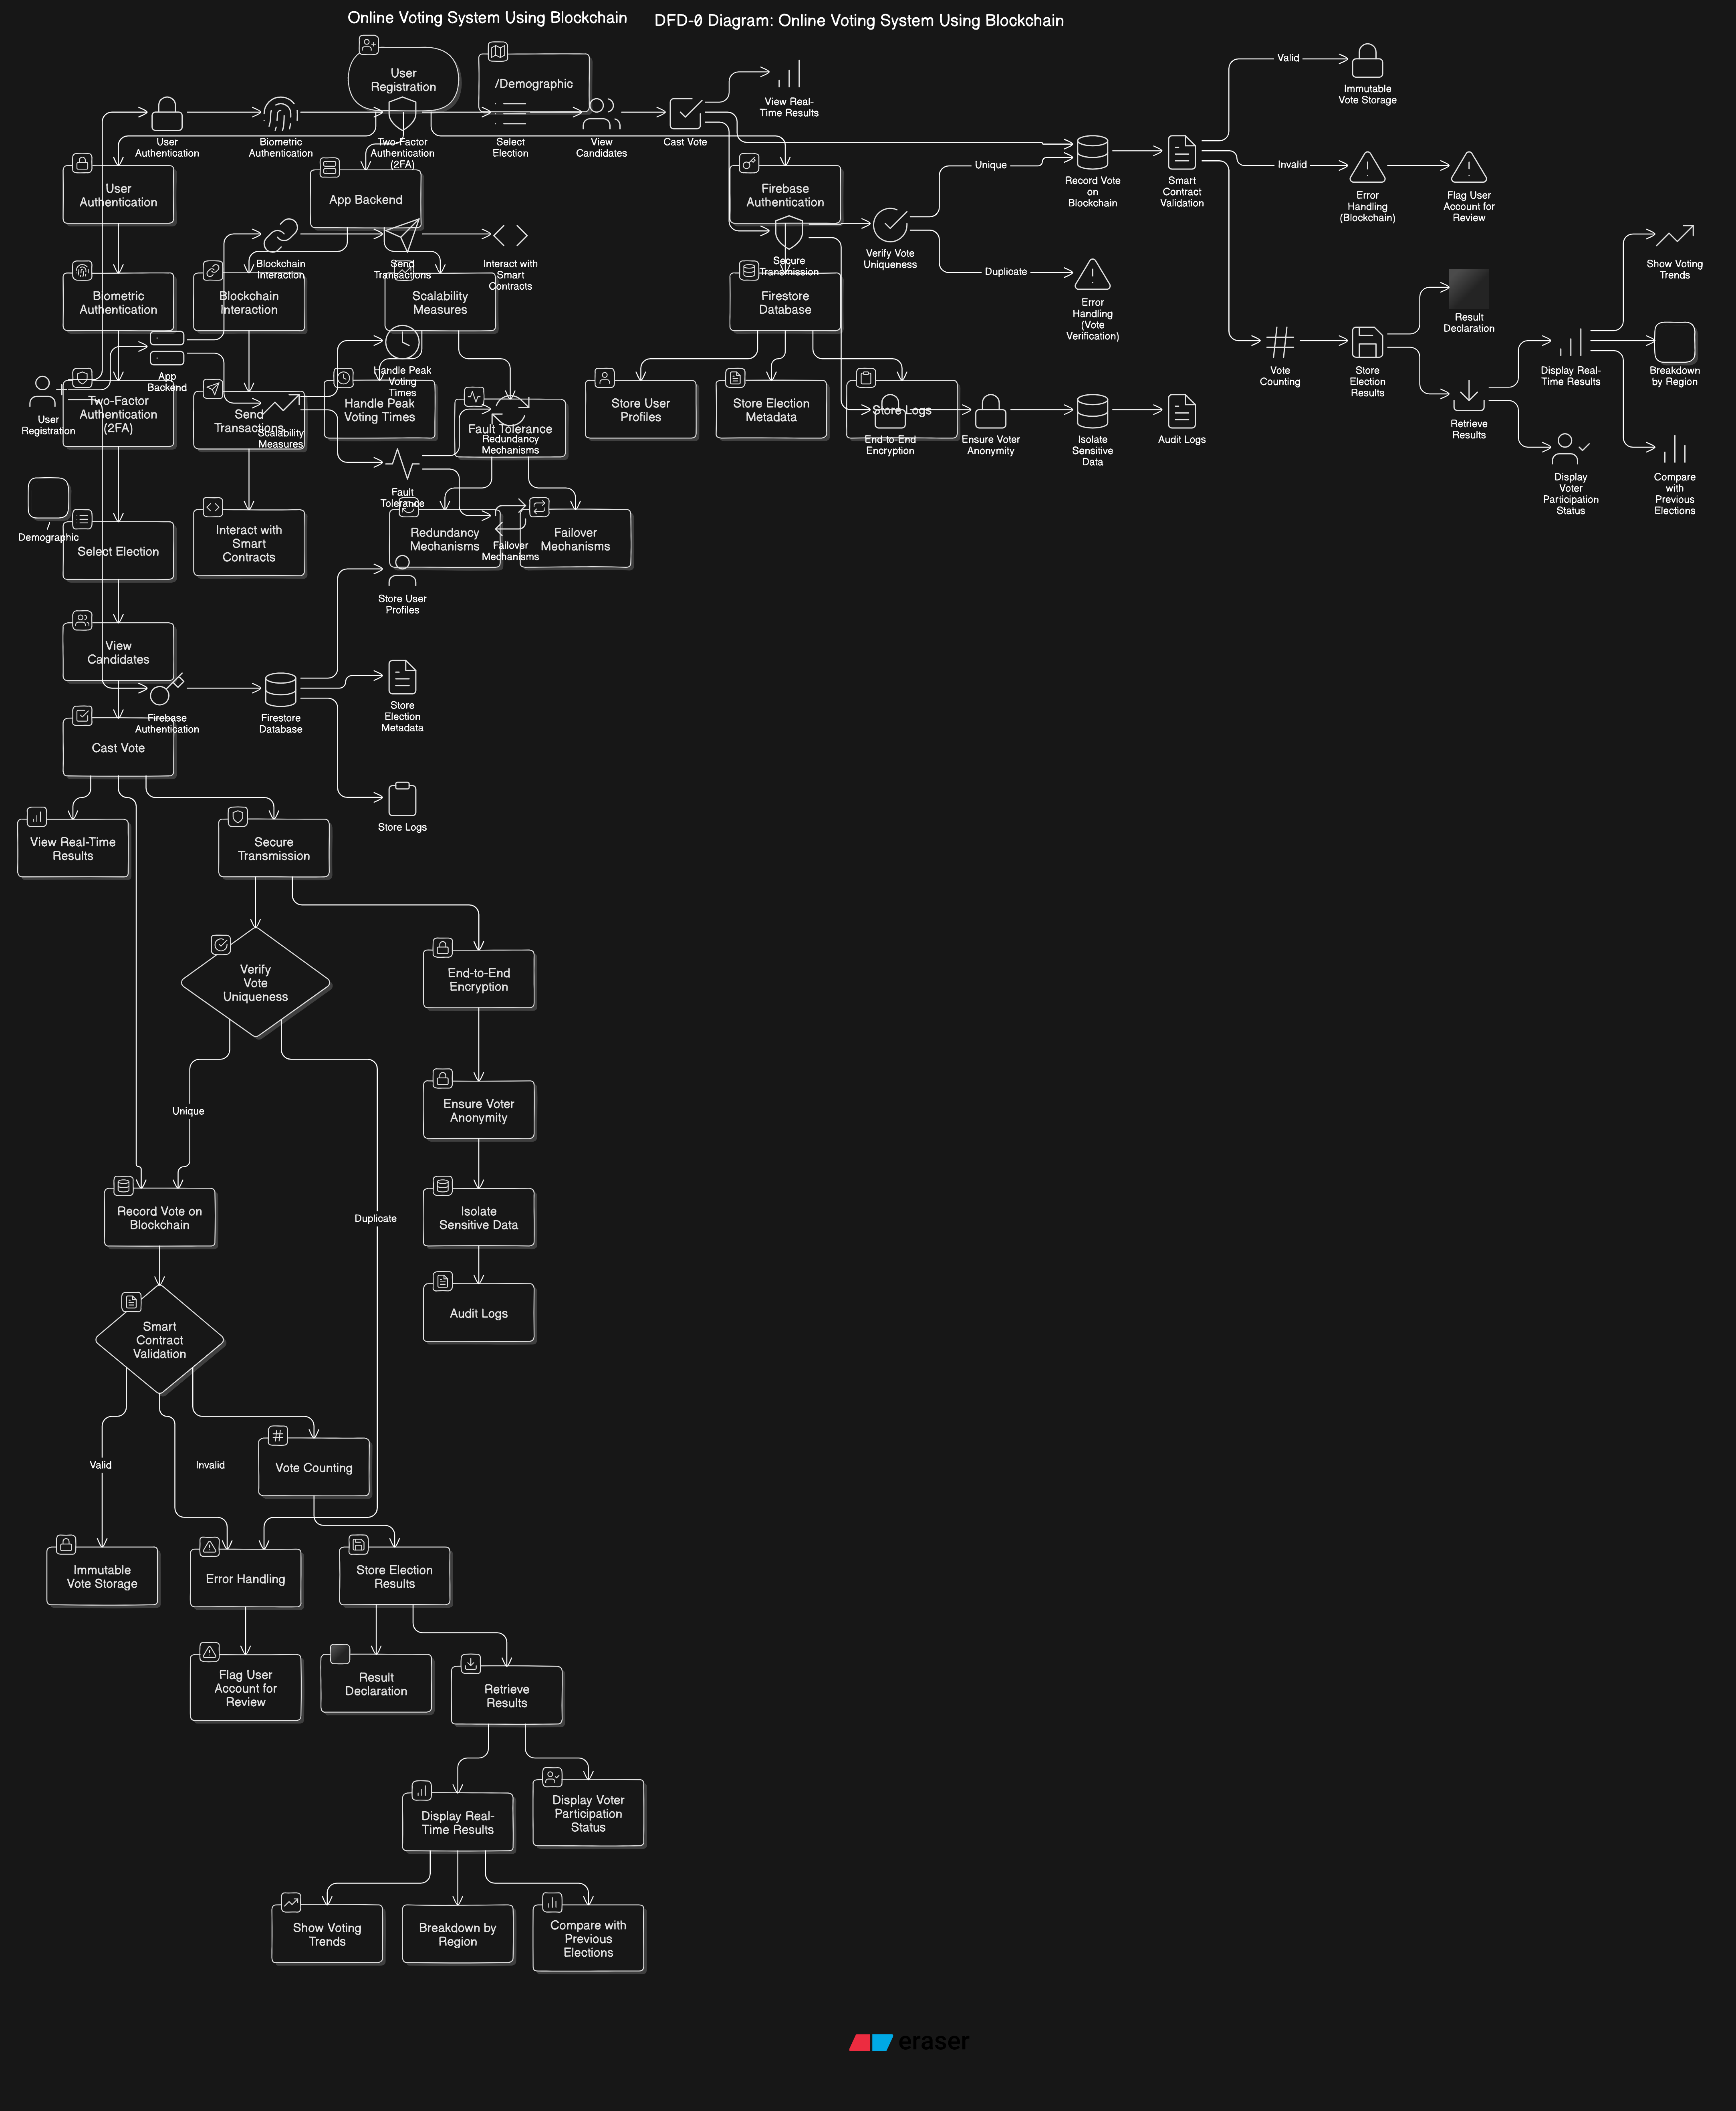 Online Voting System Using Blockchain
DFD-0 Diagram: Online Voting System Using Blockchain
User
Registration
/Demographic
View Real-
Time Results
Valid
Immutable
Vote Storage
User
Authentication
Biometric
Authentication
Two-Factor
Authentication
(2FA)
Select
Election
View
Candidates
Cast Vote
Unique
Record Vote
on
Blockchain
Smart
Contract
Validation
Invalid
Error
Handling
(Blockchain)
Flag User
Account for
Review
User
Authentication
App Backend
Firebase
Authentication
Blockchain
Interaction
Send
Transactions
Interact with
Smart
Contracts
Secure
Transmission
Verify Vote
Uniqueness
Duplicate
Error
Handling
(Vote
Verification)
Show Voting
Trends
Biometric
Authentication
Blockchain
Interaction
Scalability
Measures
Firestore
Database
Result
Declaration
App
Backend
Handle Peak
Voting
Times
Vote
Counting
Store
Election
Results
Display Real-
Time Results
Breakdown
by Region
User
Registration
Two-Factor
Authentication
(2FA)
Send
Transactions
Scalability
Measures
Handle Peak
Voting Times
Fault Tolerance
Redundancy
Mechanisms
Store User
Profiles
Store Election
Metadata
Store Logs
End-to-End
Encryption
Ensure Voter
Anonymity
Isolate
Sensitive
Data
Audit Logs
Retrieve
Results
Fault
Tolerance
Display
Voter
Participation
Status
Compare
with
Previous
Elections
/
Demographic
Select Election
Interact with
Smart
Contracts
Redundancy
Mechanisms
Failover
Mechanisms
Failover
Mechanisms
Store User
Profiles
View
Candidates
Firebase
Authentication
Firestore
Database
Store
Election
Metadata
Cast Vote
Store Logs
View Real-Time
Results
Secure
Transmission
Verify
Vote
Uniqueness
End-to-End
Encryption
Unique
Ensure Voter
Anonymity
Record Vote on
Blockchain
Duplicate
Isolate
Sensitive Data
Smart
Contract
Validation
Audit Logs
Valid
Invalid
Vote Counting
Immutable
Vote Storage
Error Handling
Store Election
Results
Flag User
Account for
Review
Result
Declaration
Retrieve
Results
Display Real-
Time Results
Display Voter
Participation
Status
Show Voting
Trends
Breakdown by
Region
Compare with
Previous
Elections
eraser